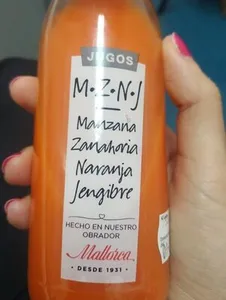 JUGOS
M·Z·N·J
Manzana
Zanahoria
Naranja
Jengibre
HECHO EN NUESTRO
OBRADOR
Mallorca
• DESDE 1931 •